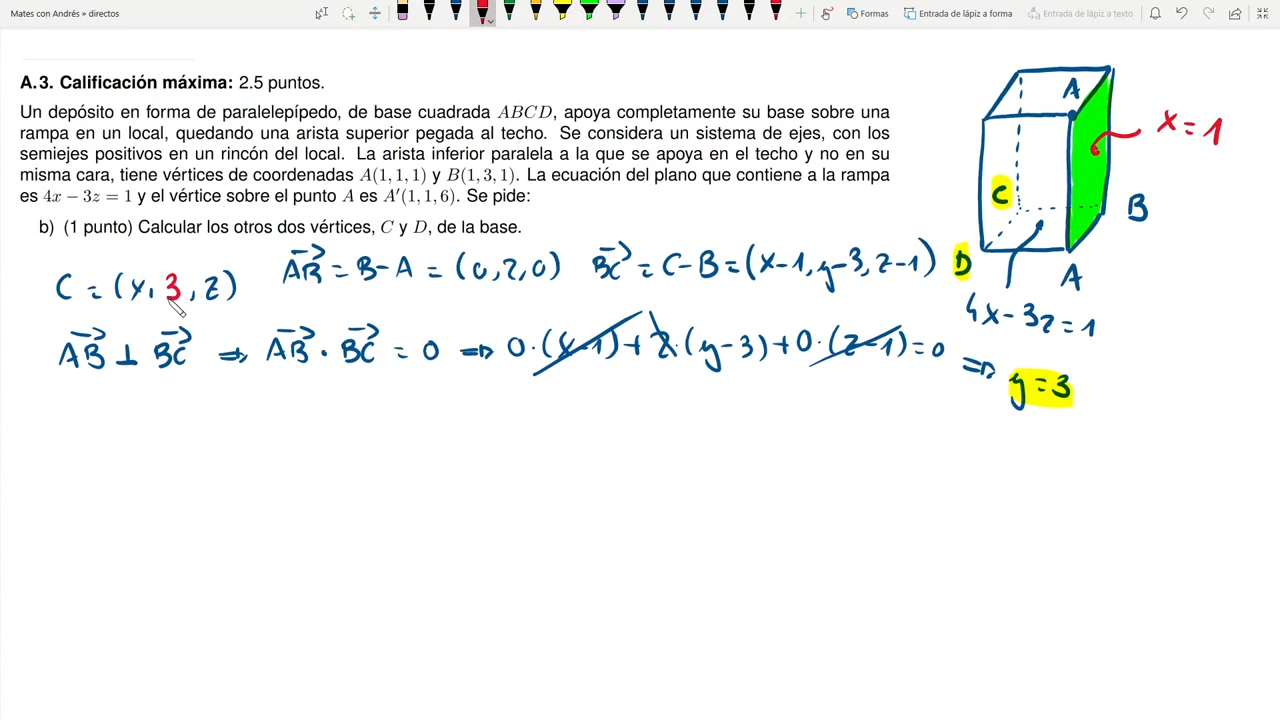 Mates con Andrés » directos
Formas
Entrada de lápiz a forma
Entrada de lápiz a texto
A.3. Calificación máxima: 2.5 puntos.
Un depósito en forma de paralelepípedo, de base cuadrada ABCD, apoya completamente su base sobre una
rampa en un local, quedando una arista superior pegada al techo. Se considera un sistema de ejes, con los
semiejes positivos en un rincón del local. La arista inferior paralela a la que se apoya en el techo y no en su
misma cara, tiene vértices de coordenadas A(1,1,1) y B(1,3,1). La ecuación del plano que contiene a la rampa
es 4x − 3z = 1 y el vértice sobre el punto A es A′(1,1,6). Se pide:
b) (1 punto) Calcular los otros dos vértices, C y D, de la base.
C = (x, 3, z)
AB⃗ = B-A = (0,2,0)
BC⃗ = C-B = (x-1, y-3, z-1)
AB⃗ ⊥ BC⃗ ⇒ AB⃗ · BC⃗ = 0 ⇒ 0·(x-1) + 2·(y-3) + 0·(z-1) = 0
⇒ y = 3
A
x = 1
C
B
D
A
4x-3z=1